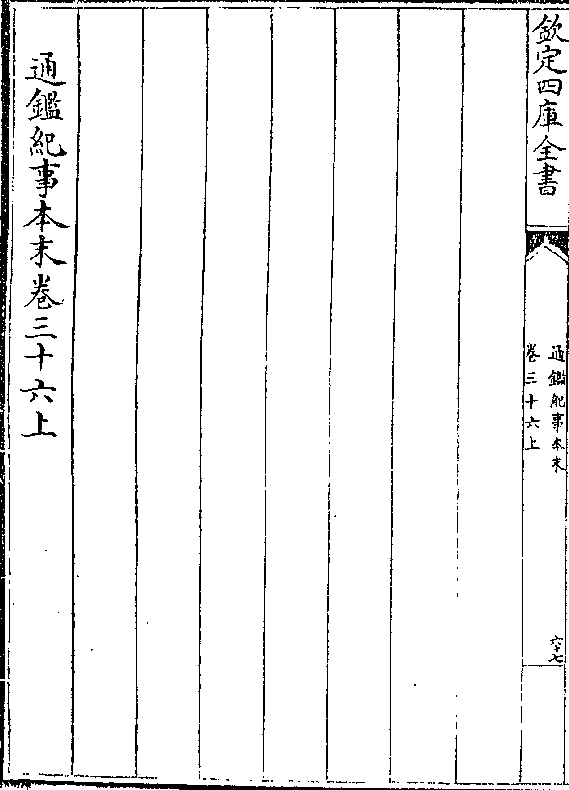 欽定四庫全書
通鑑紀事本末
卷三十六上
六十七
通鑑紀事本末卷三十六上